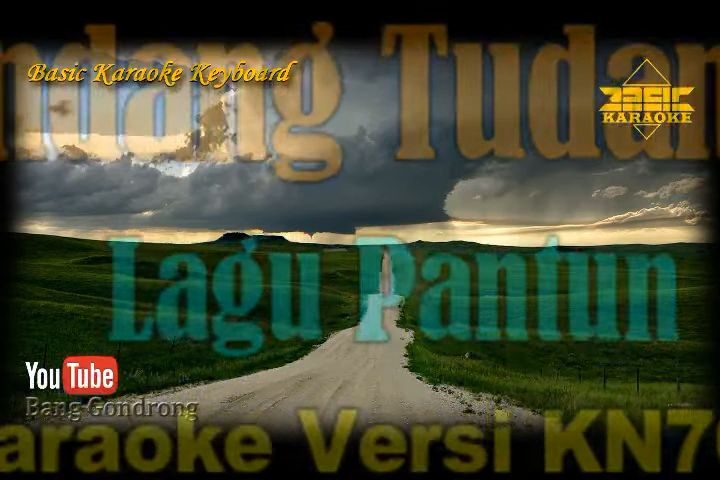 ndang Tudan
Basic Karaoke Keyboard
BASIC
KARAOKE
Lagu Pantun
YouTube
Bang Gondrong
araoke Versi KN7